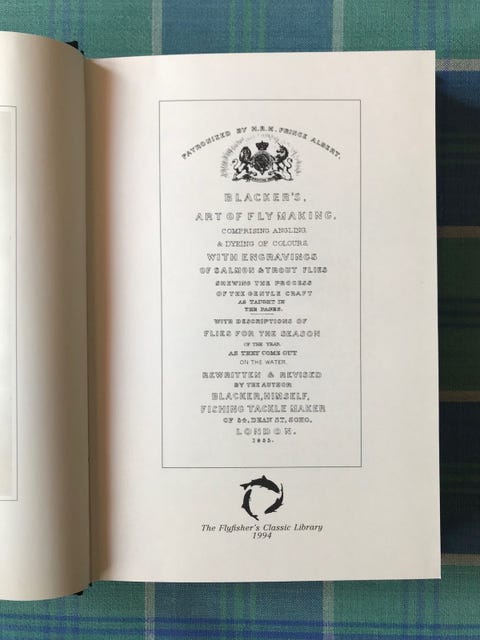 PATRONIZED BY H.R.H. PRINCE ALBERT.
BLACKER'S,
ART OF FLY MAKING,
COMPRISING ANGLING
& DYEING OF COLOURS.
WITH ENGRAVINGS
OF SALMON & TROUT FLIES
SHEWING THE PROCESS
OF THE GENTLE CRAFT
AS TAUGHT IN
THE PAGES.
WITH DESCRIPTIONS OF
FLIES FOR THE SEASON
OF THE YEAR.
AS THEY COME OUT
ON THE WATER.
REWRITTEN & REVISED
BY THE AUTHOR
BLACKER, HIMSELF,
FISHING TACKLE MAKER
OF 54, DEAN ST, SOHO,
LONDON.
1855.
The Flyfisher's Classic Library
1994